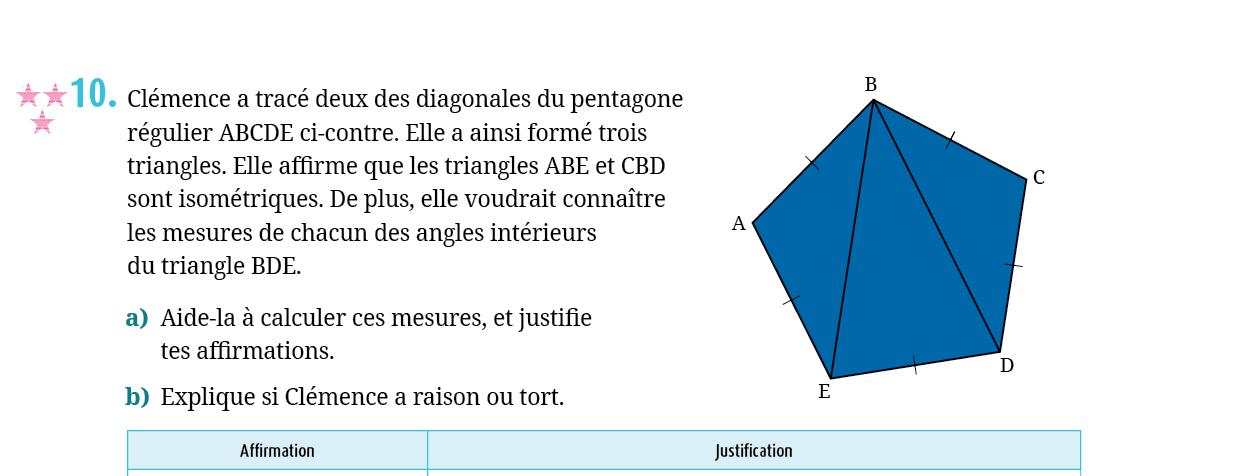 10. Clémence a tracé deux des diagonales du pentagone
régulier ABCDE ci-contre. Elle a ainsi formé trois
triangles. Elle affirme que les triangles ABE et CBD
sont isométriques. De plus, elle voudrait connaître
les mesures de chacun des angles intérieurs
du triangle BDE.
a) Aide-la à calculer ces mesures, et justifie
tes affirmations.
b) Explique si Clémence a raison ou tort.
B
C
A
D
E
Affirmation
Justification